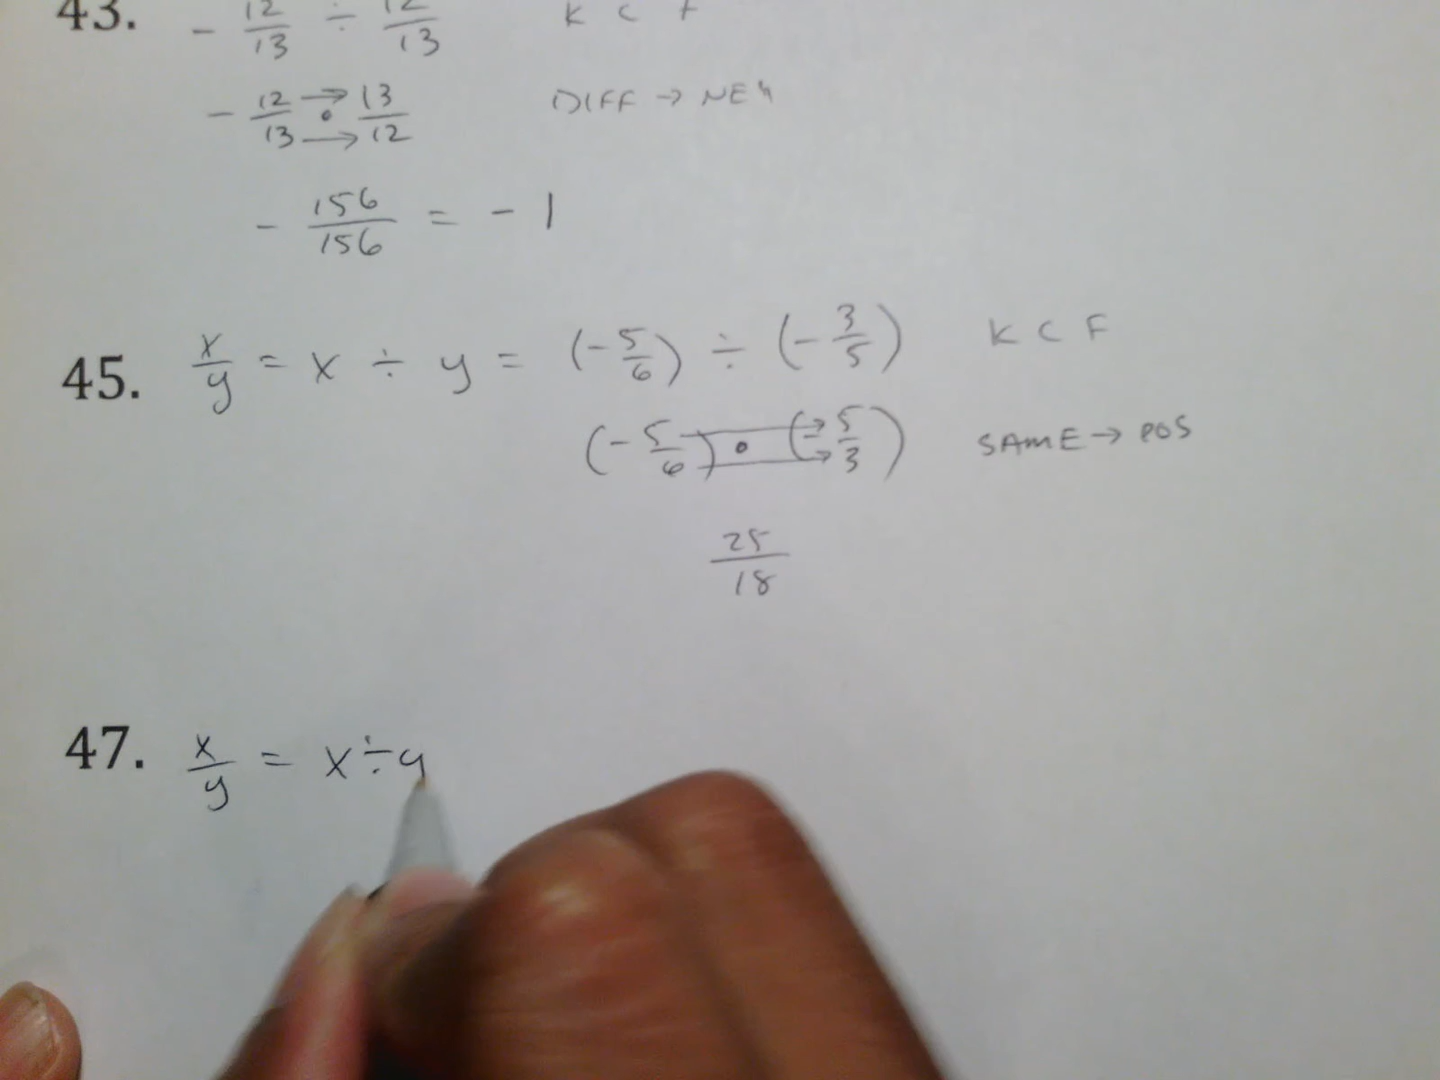 43. - 12/13 ÷ 12/13 K C F
- 12/13 • 13/12 DIFF → NEG
- 156/156 = - 1
45. x/y = x ÷ y = (- 5/6) ÷ (- 3/5) K C F
(- 5/6) • (- 5/3) SAME → POS
25/18
47. x/y = x ÷ y